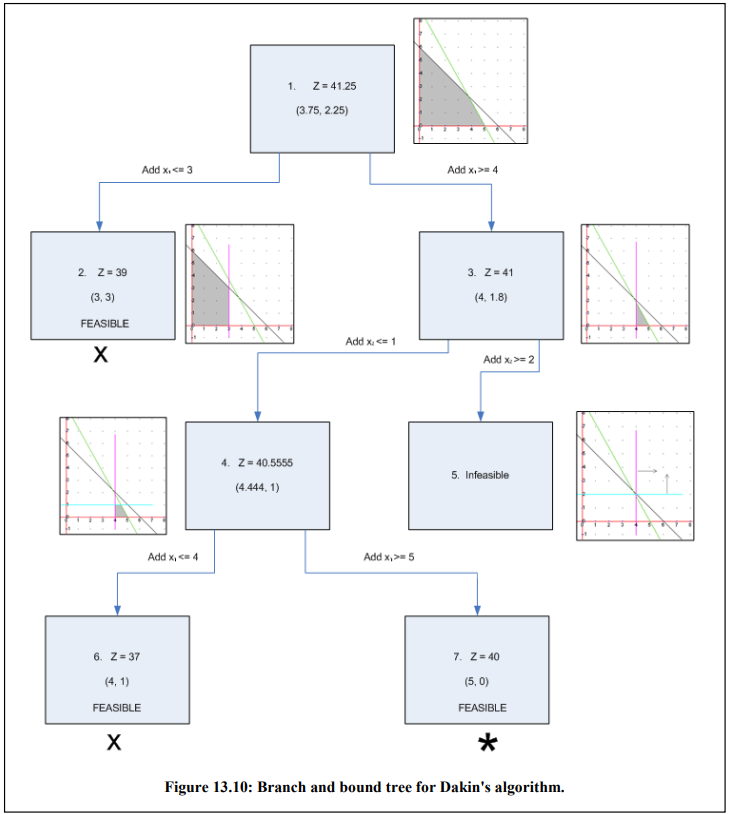 1. Z = 41.25
(3.75, 2.25)
Add x₁ <= 3
Add x₁ >= 4
2. Z = 39
(3, 3)
FEASIBLE
X
3. Z = 41
(4, 1.8)
Add x₂ <= 1
Add x₂ >= 2
4. Z = 40.5555
(4.444, 1)
5. Infeasible
Add x₁ <= 4
Add x₁ >= 5
6. Z = 37
(4, 1)
FEASIBLE
X
7. Z = 40
(5, 0)
FEASIBLE
*
Figure 13.10: Branch and bound tree for Dakin's algorithm.